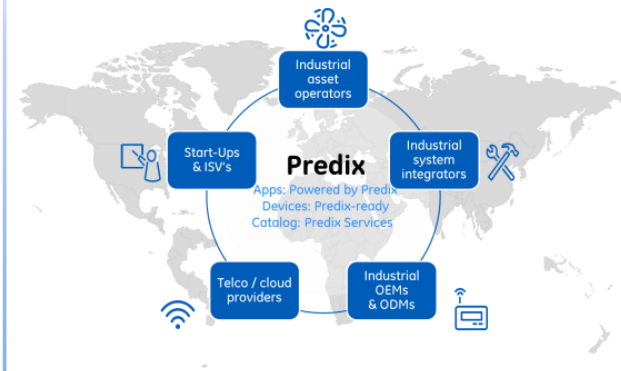 Industrial
asset
operators
Start-Ups
& ISV's
Industrial
system
integrators
Predix
Apps: Powered by Predix
Devices: Predix-ready
Catalog: Predix Services
Telco / cloud
providers
Industrial
OEMs
& ODMs